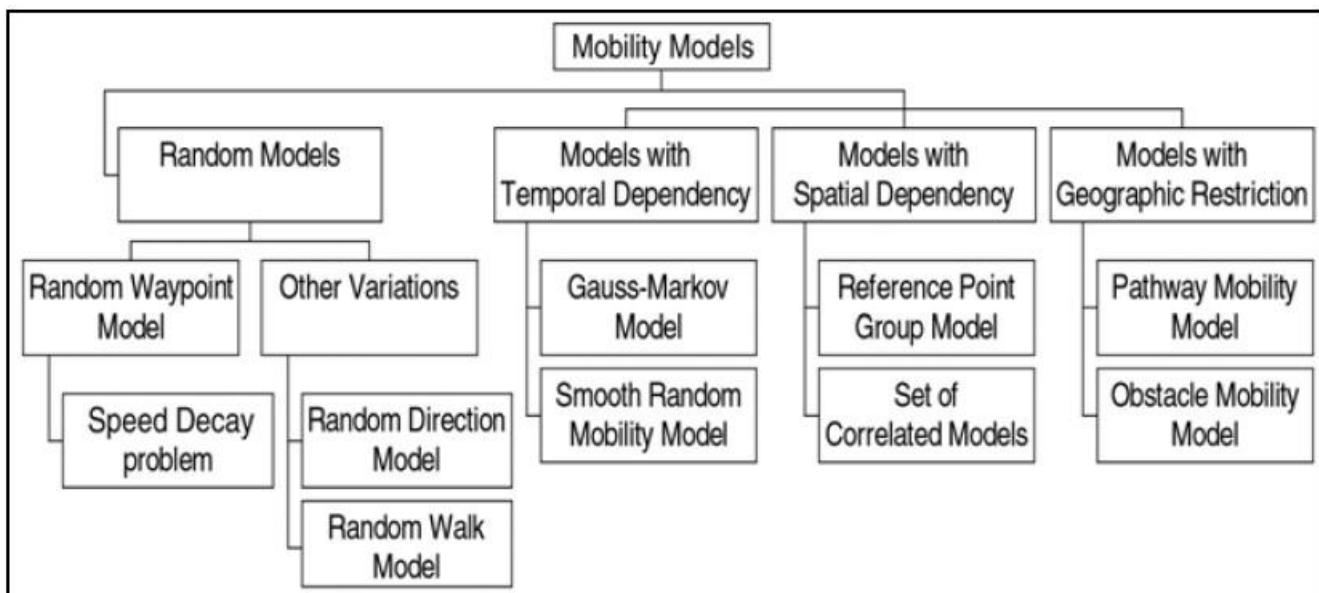 Mobility Models
Random Models
Models with
Temporal Dependency
Models with
Spatial Dependency
Models with
Geographic Restriction
Random Waypoint
Model
Other Variations
Gauss-Markov
Model
Reference Point
Group Model
Pathway Mobility
Model
Speed Decay
problem
Random Direction
Model
Smooth Random
Mobility Model
Set of
Correlated Models
Obstacle Mobility
Model
Random Walk
Model